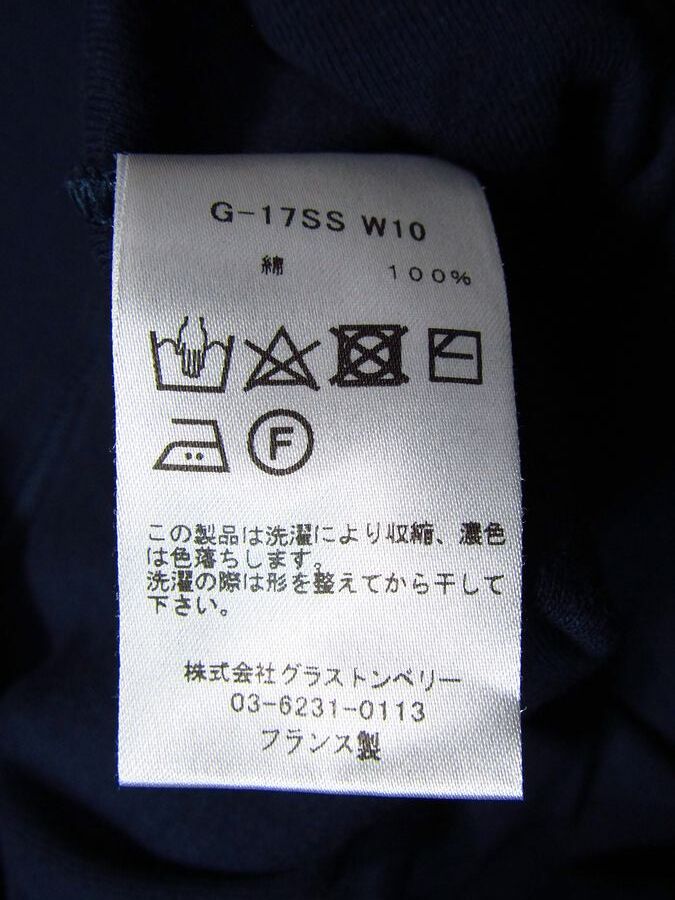 G-17SS W10
綿 100%
F
この製品は洗濯により収縮、濃色
は色落ちします。
洗濯の際は形を整えてから干して
下さい。
株式会社グラストンベリー
03-6231-0113
フランス製